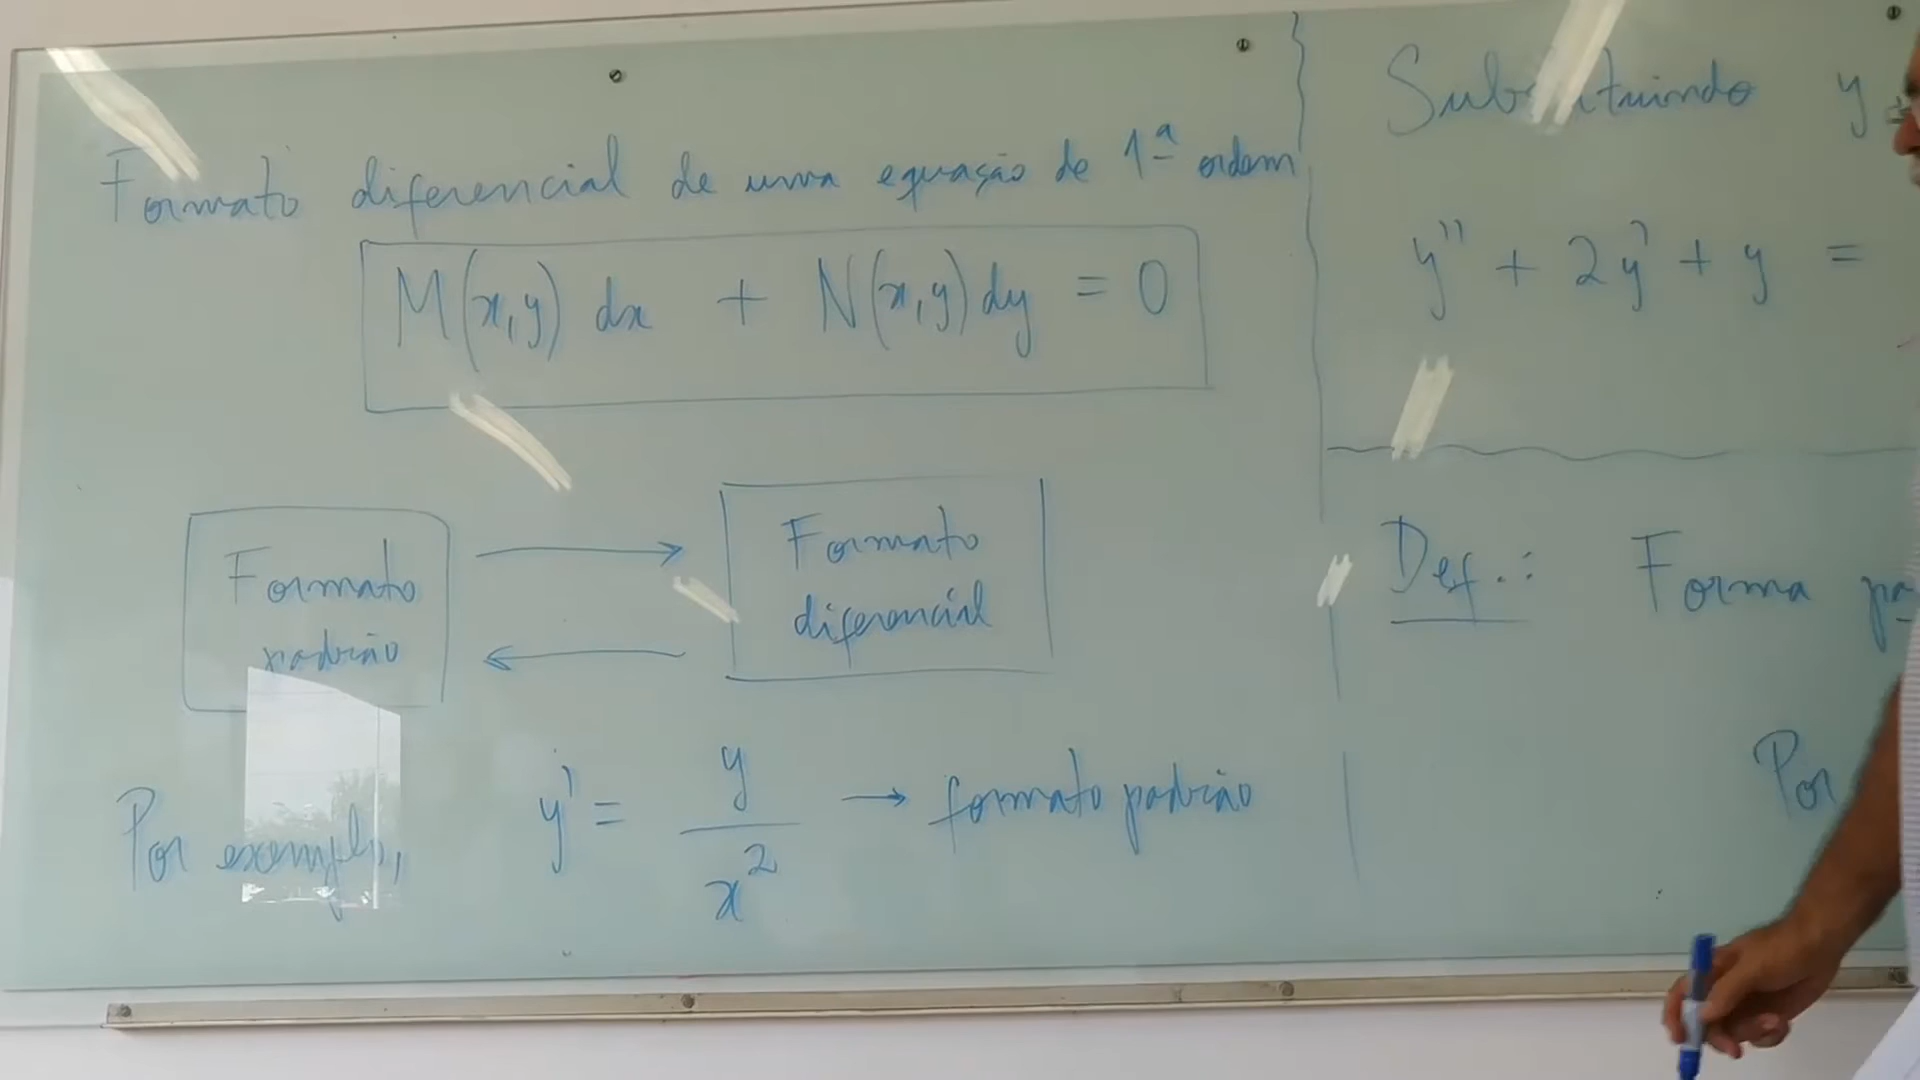 Formato diferencial de uma equação de 1ª ordem
M(x,y) dx + N(x,y) dy = 0
Formato
padrão
Formato
diferencial
Por exemplo,
y' = y / x²
→ formato padrão
Substituindo y
y'' + 2y' + y =
Def.: Forma
Por